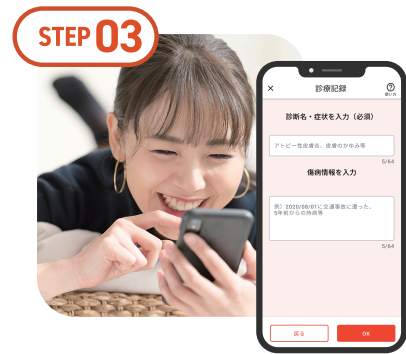 STEP 03
× 診療記録 ?
使い方
診断名・症状を入力（必須）
アトピー性皮膚炎、皮膚のかゆみ等
5/64
傷病情報を入力
例）2020/08/01に交通事故に遭った、
5年前からの持病等
5/64
戻る OK